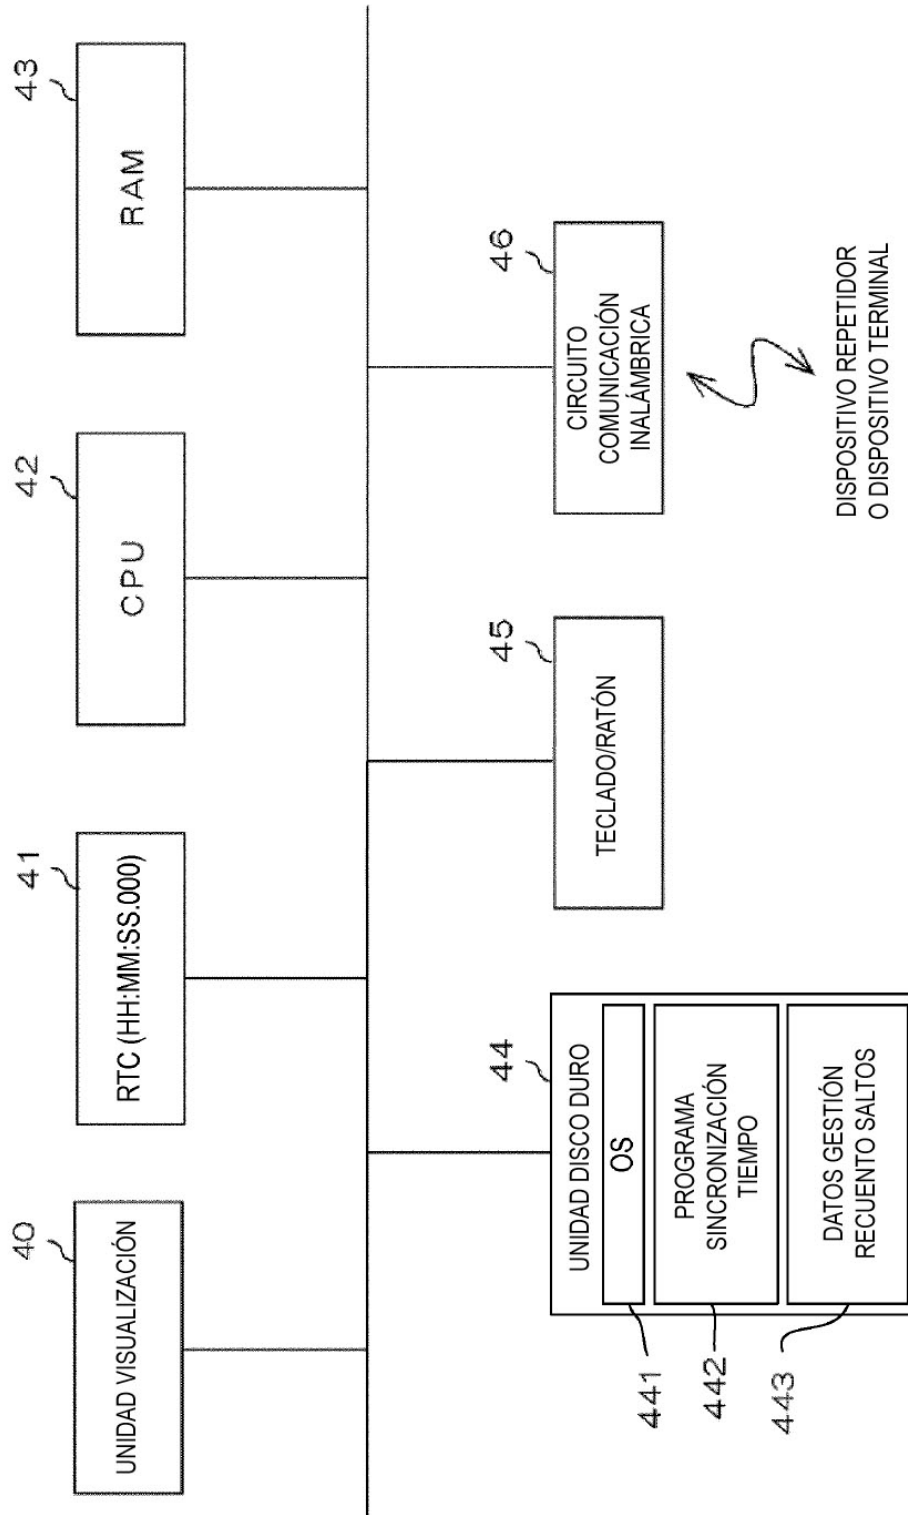 40
UNIDAD VISUALIZACIÓN
41
RTC (HH:MM:SS.000)
42
CPU
43
RAM
44
UNIDAD DISCO DURO
OS
PROGRAMA
SINCRONIZACIÓN
TIEMPO
DATOS GESTIÓN
RECUENTO SALTOS
441
442
443
45
TECLADO/RATÓN
46
CIRCUITO
COMUNICACIÓN
INALÁMBRICA
DISPOSITIVO REPETIDOR
O DISPOSITIVO TERMINAL